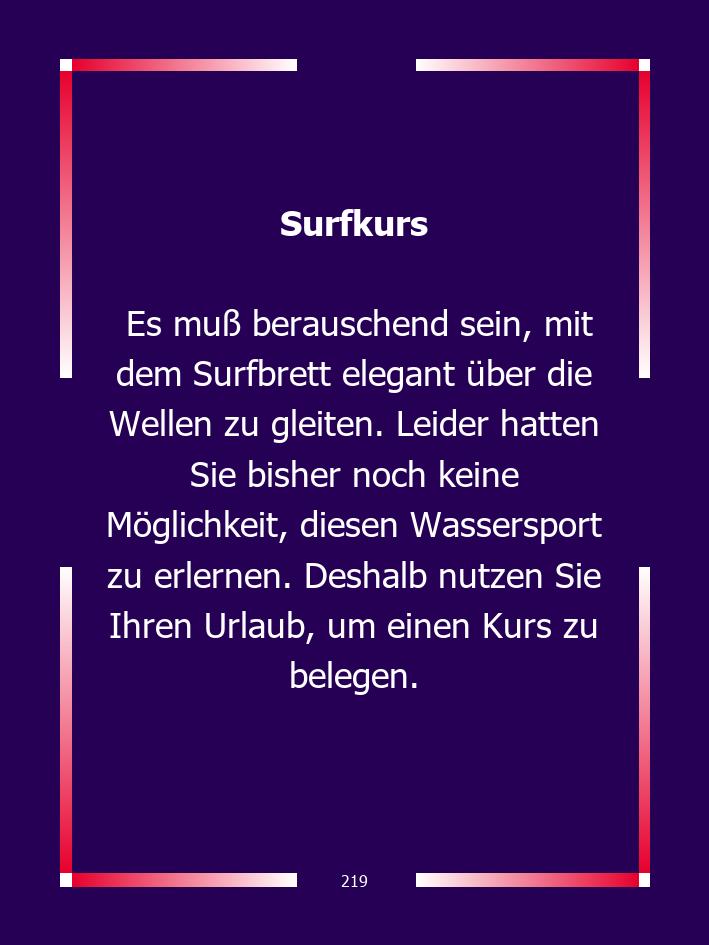 Surfkurs
Es muß berauschend sein, mit
dem Surfbrett elegant über die
Wellen zu gleiten. Leider hatten
Sie bisher noch keine
Möglichkeit, diesen Wassersport
zu erlernen. Deshalb nutzen Sie
Ihren Urlaub, um einen Kurs zu
belegen.
219